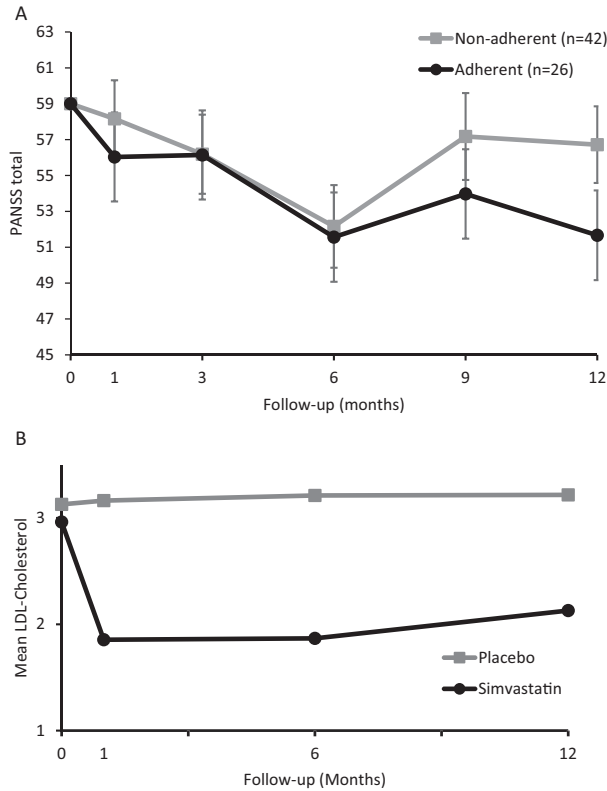 A
63
61
59
57
55
53
51
49
47
45
PANSS total
Non-adherent (n=42)
Adherent (n=26)
0 1 3 6 9 12
Follow-up (months)
B
3
2
1
Mean LDL-Cholesterol
Placebo
Simvastatin
0 1 6 12
Follow-up (Months)